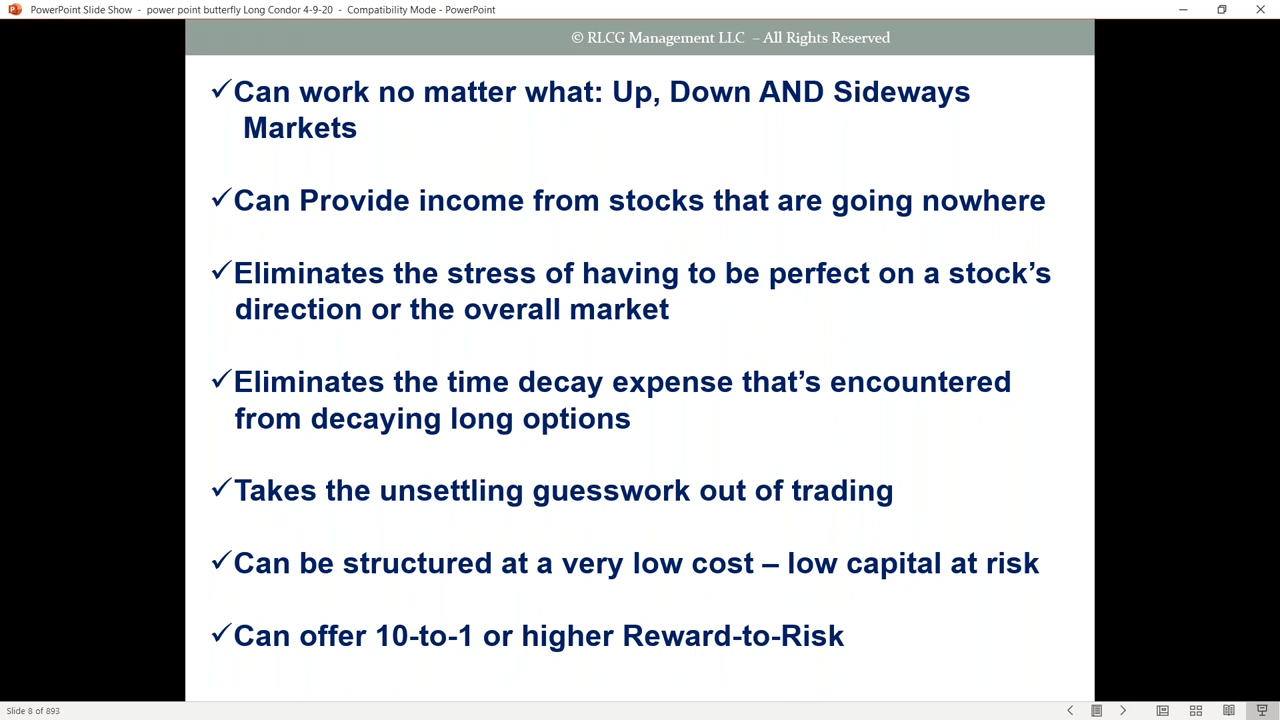 PowerPoint Slide Show - power point butterfly Long Condor 4-9-20 - Compatibility Mode - PowerPoint
© RLCG Management LLC – All Rights Reserved
✓Can work no matter what: Up, Down AND Sideways
Markets
✓Can Provide income from stocks that are going nowhere
✓Eliminates the stress of having to be perfect on a stock’s
direction or the overall market
✓Eliminates the time decay expense that’s encountered
from decaying long options
✓Takes the unsettling guesswork out of trading
✓Can be structured at a very low cost – low capital at risk
✓Can offer 10-to-1 or higher Reward-to-Risk
Slide 8 of 893